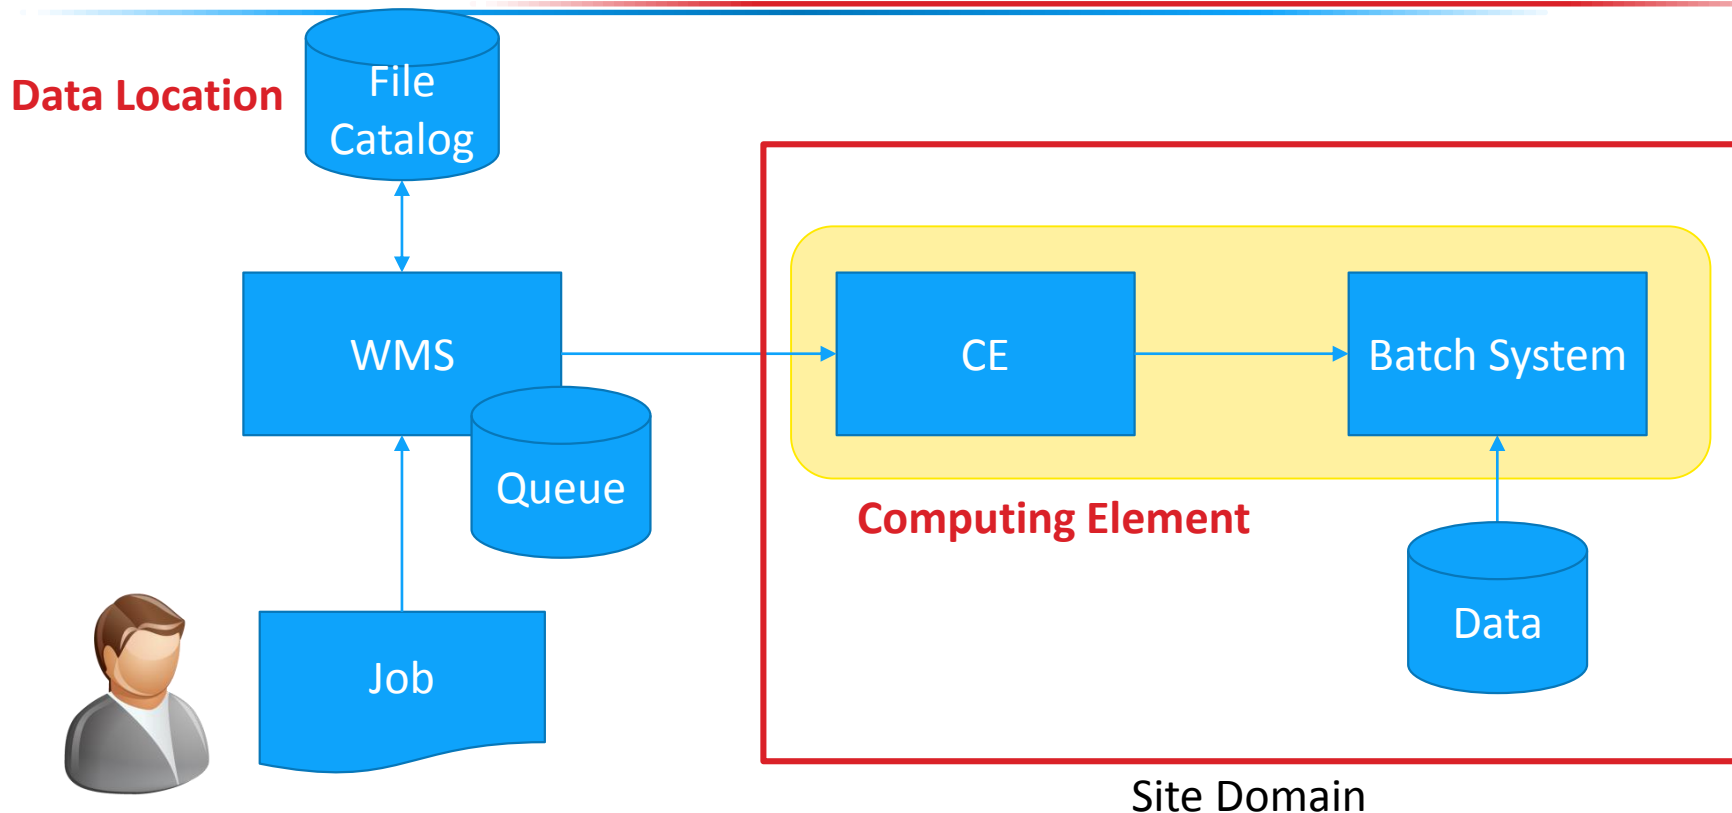 File
Catalog
Data Location
WMS
CE
Batch System
Queue
Computing Element
Data
Job
Site Domain